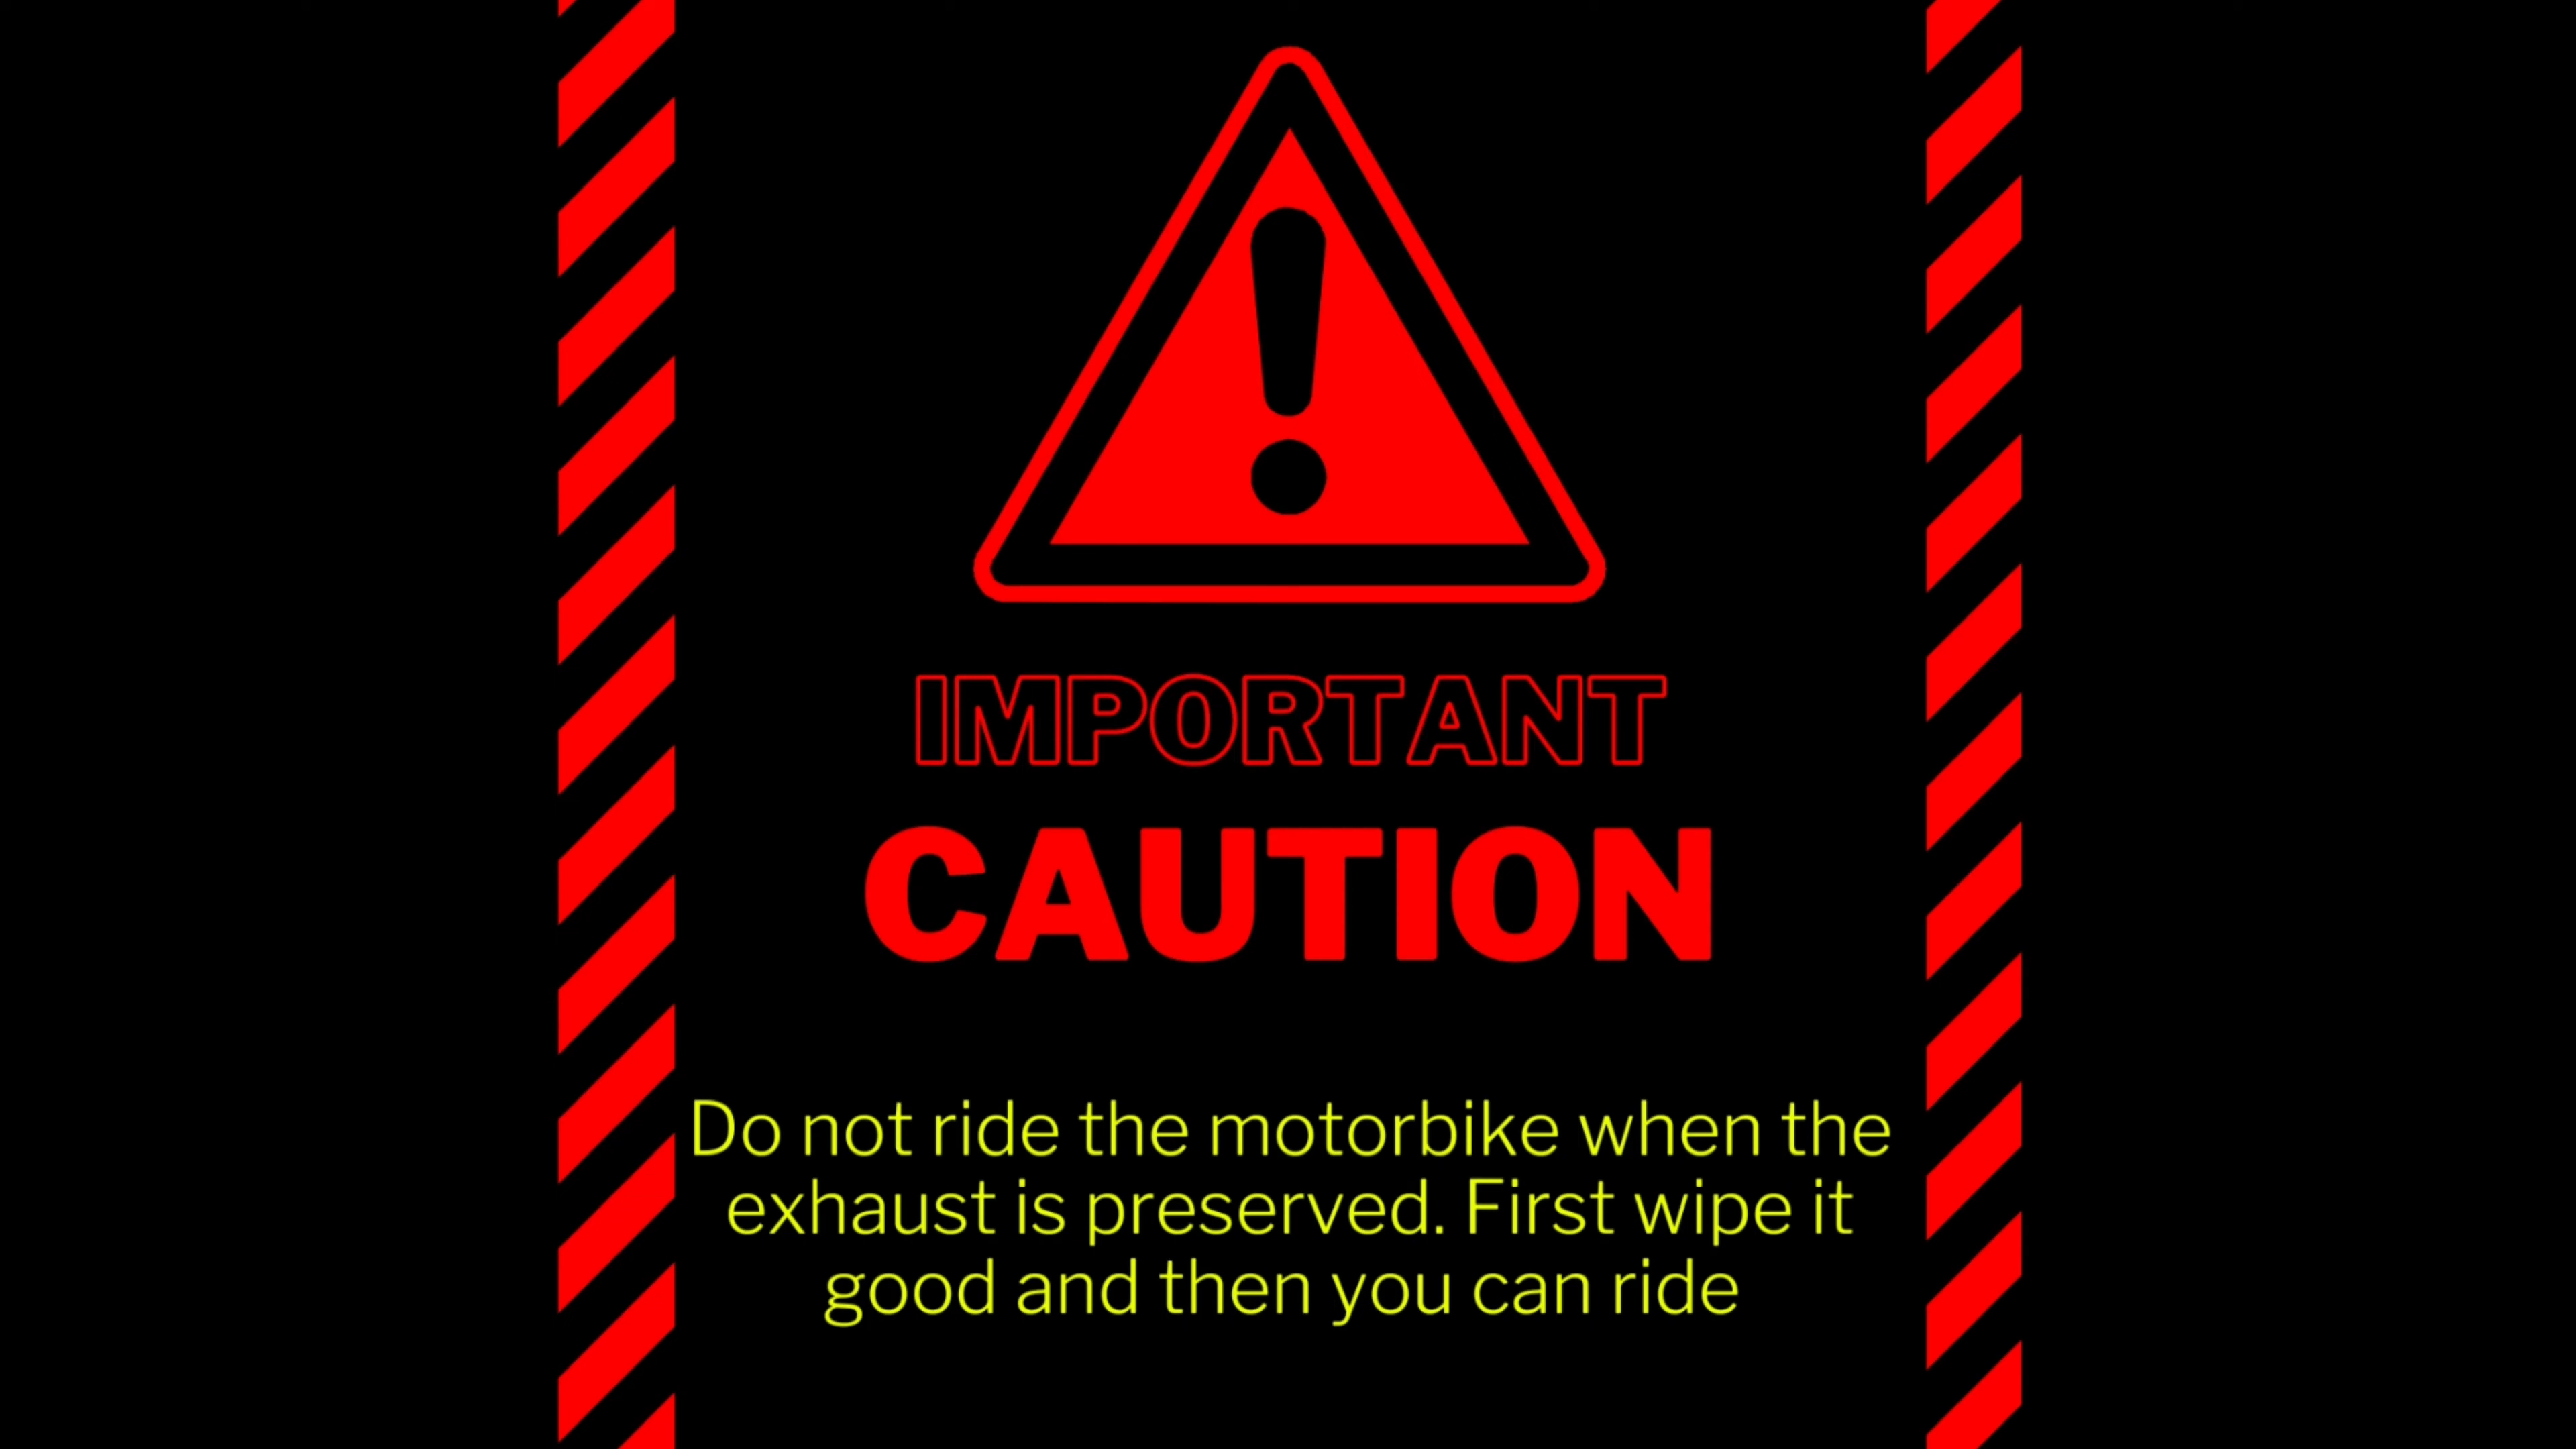 IMPORTANT
CAUTION
Do not ride the motorbike when the
exhaust is preserved. First wipe it
good and then you can ride